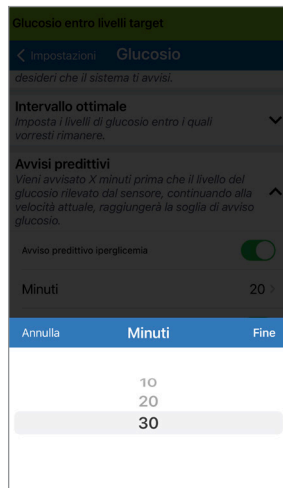 Glucosio entro livelli target
Impostazioni Glucosio
desideri che il sistema ti avvisi.
Intervallo ottimale
Imposta i livelli di glucosio entro i quali
vorresti rimanere.
Avvisi predittivi
Vieni avvisato X minuti prima che il livello del
glucosio rilevato dal sensore, continuando alla
velocità attuale, raggiungerà la soglia di avviso
glucosio.
Avviso predittivo iperglicemia
Minuti 20
Annulla Minuti Fine
10
20
30